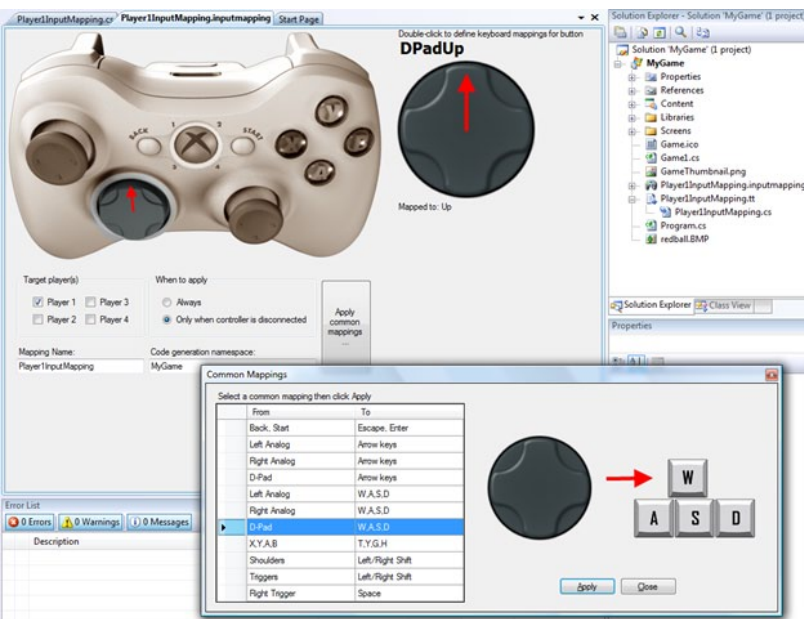 Player1InputMapping.cs
Player1InputMapping.inputmapping
Start Page
Double-click to define keyboard mappings for button
DPadUp
BACK
1
2
START
3
4
Y
X
B
A
Mapped to: Up
Target player(s)
Player 1
Player 3
Player 2
Player 4
When to apply
Always
Only when controller is disconnected
Apply
common
mappings
...
Mapping Name:
Player1InputMapping
Code generation namespace:
MyGame
Solution Explorer - Solution 'MyGame' (1 project)
Solution 'MyGame' (1 project)
MyGame
Properties
References
Content
Libraries
Screens
Game.ico
Game1.cs
GameThumbnail.png
Player1InputMapping.inputmapping
Player1InputMapping.tt
Player1InputMapping.cs
Program.cs
redball.BMP
Solution Explorer
Class View
Properties
Common Mappings
Select a common mapping then click Apply
From To
Back, Start Escape, Enter
Left Analog Arrow keys
Right Analog Arrow keys
D-Pad Arrow keys
Left Analog W,A,S,D
Right Analog W,A,S,D
D-Pad W,A,S,D
X,Y,A,B T,Y,G,H
Shoulders Left/Right Shift
Triggers Left/Right Shift
Right Trigger Space
W
A S D
Apply
Close
Error List
0 Errors
0 Warnings
0 Messages
Description